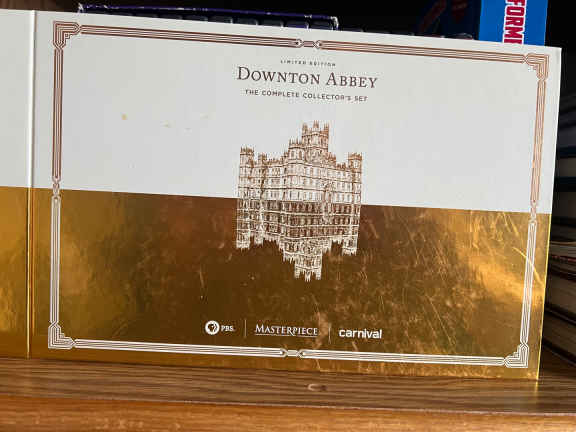 LIMITED EDITION
DOWNTON ABBEY
THE COMPLETE COLLECTOR'S SET
PBS.
MASTERPIECE
carnival